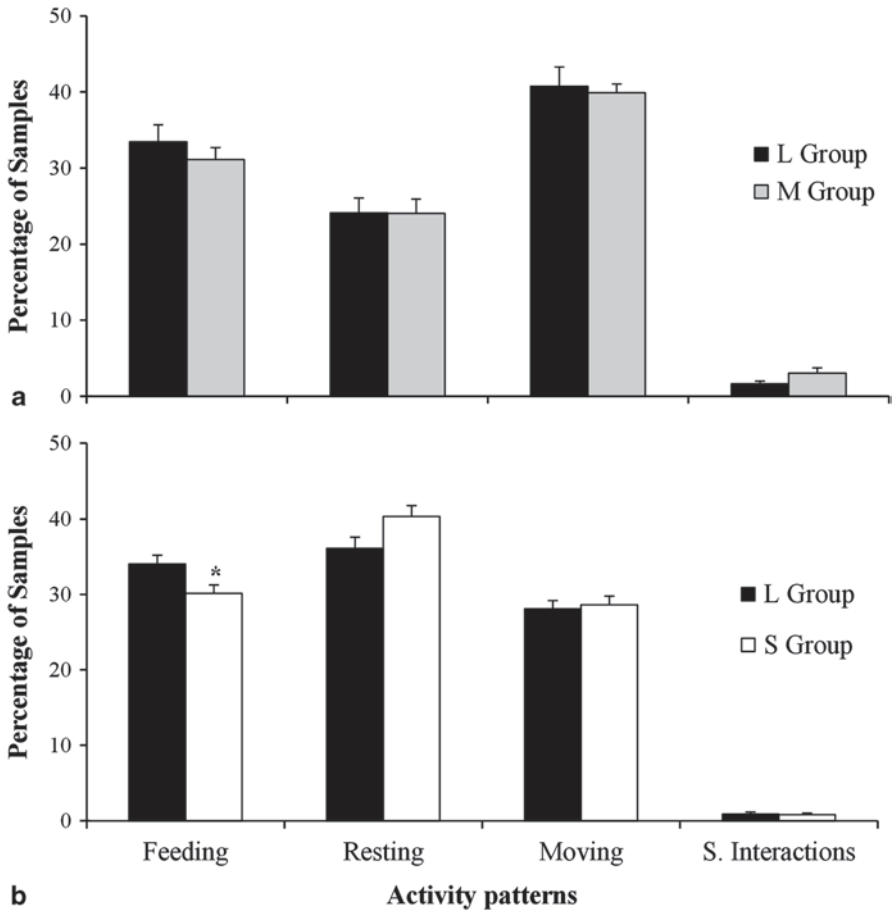 50
40
30
20
10
0
Percentage of Samples
L Group
M Group
a
50
40
30
20
10
0
Percentage of Samples
*
L Group
S Group
Feeding Resting Moving S. Interactions
b Activity patterns